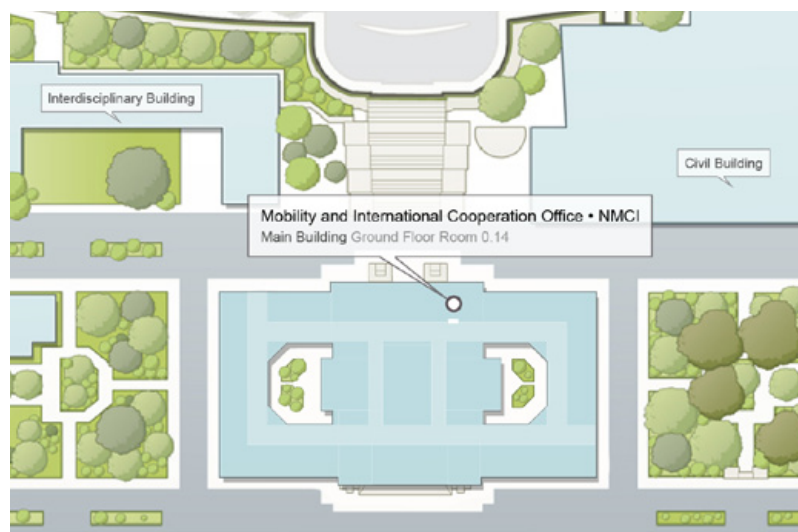 Interdisciplinary Building
Civil Building
Mobility and International Cooperation Office • NMCI
Main Building Ground Floor Room 0.14